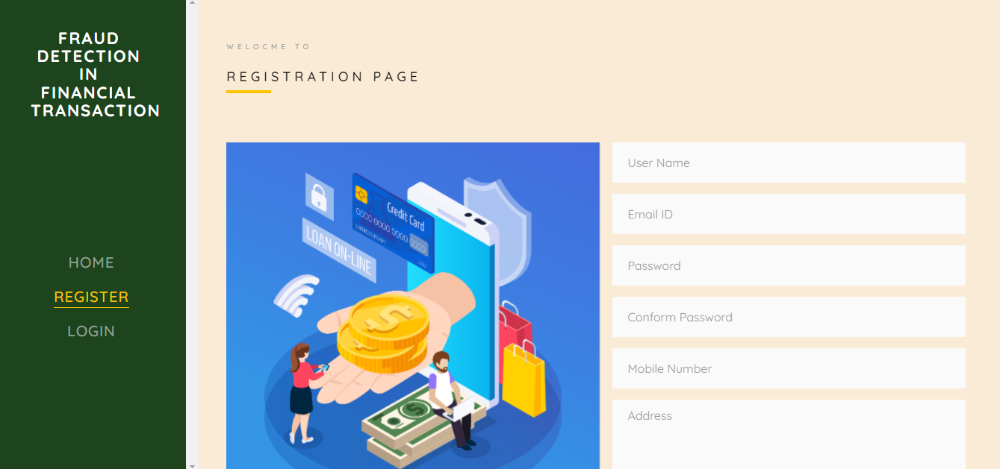 FRAUD
DETECTION
IN
FINANCIAL
TRANSACTION
HOME
REGISTER
LOGIN
WELOCME TO
REGISTRATION PAGE
Credit Card
0000 0000 0000 0000
LOAN ON-LINE
User Name
Email ID
Password
Conform Password
Mobile Number
Address